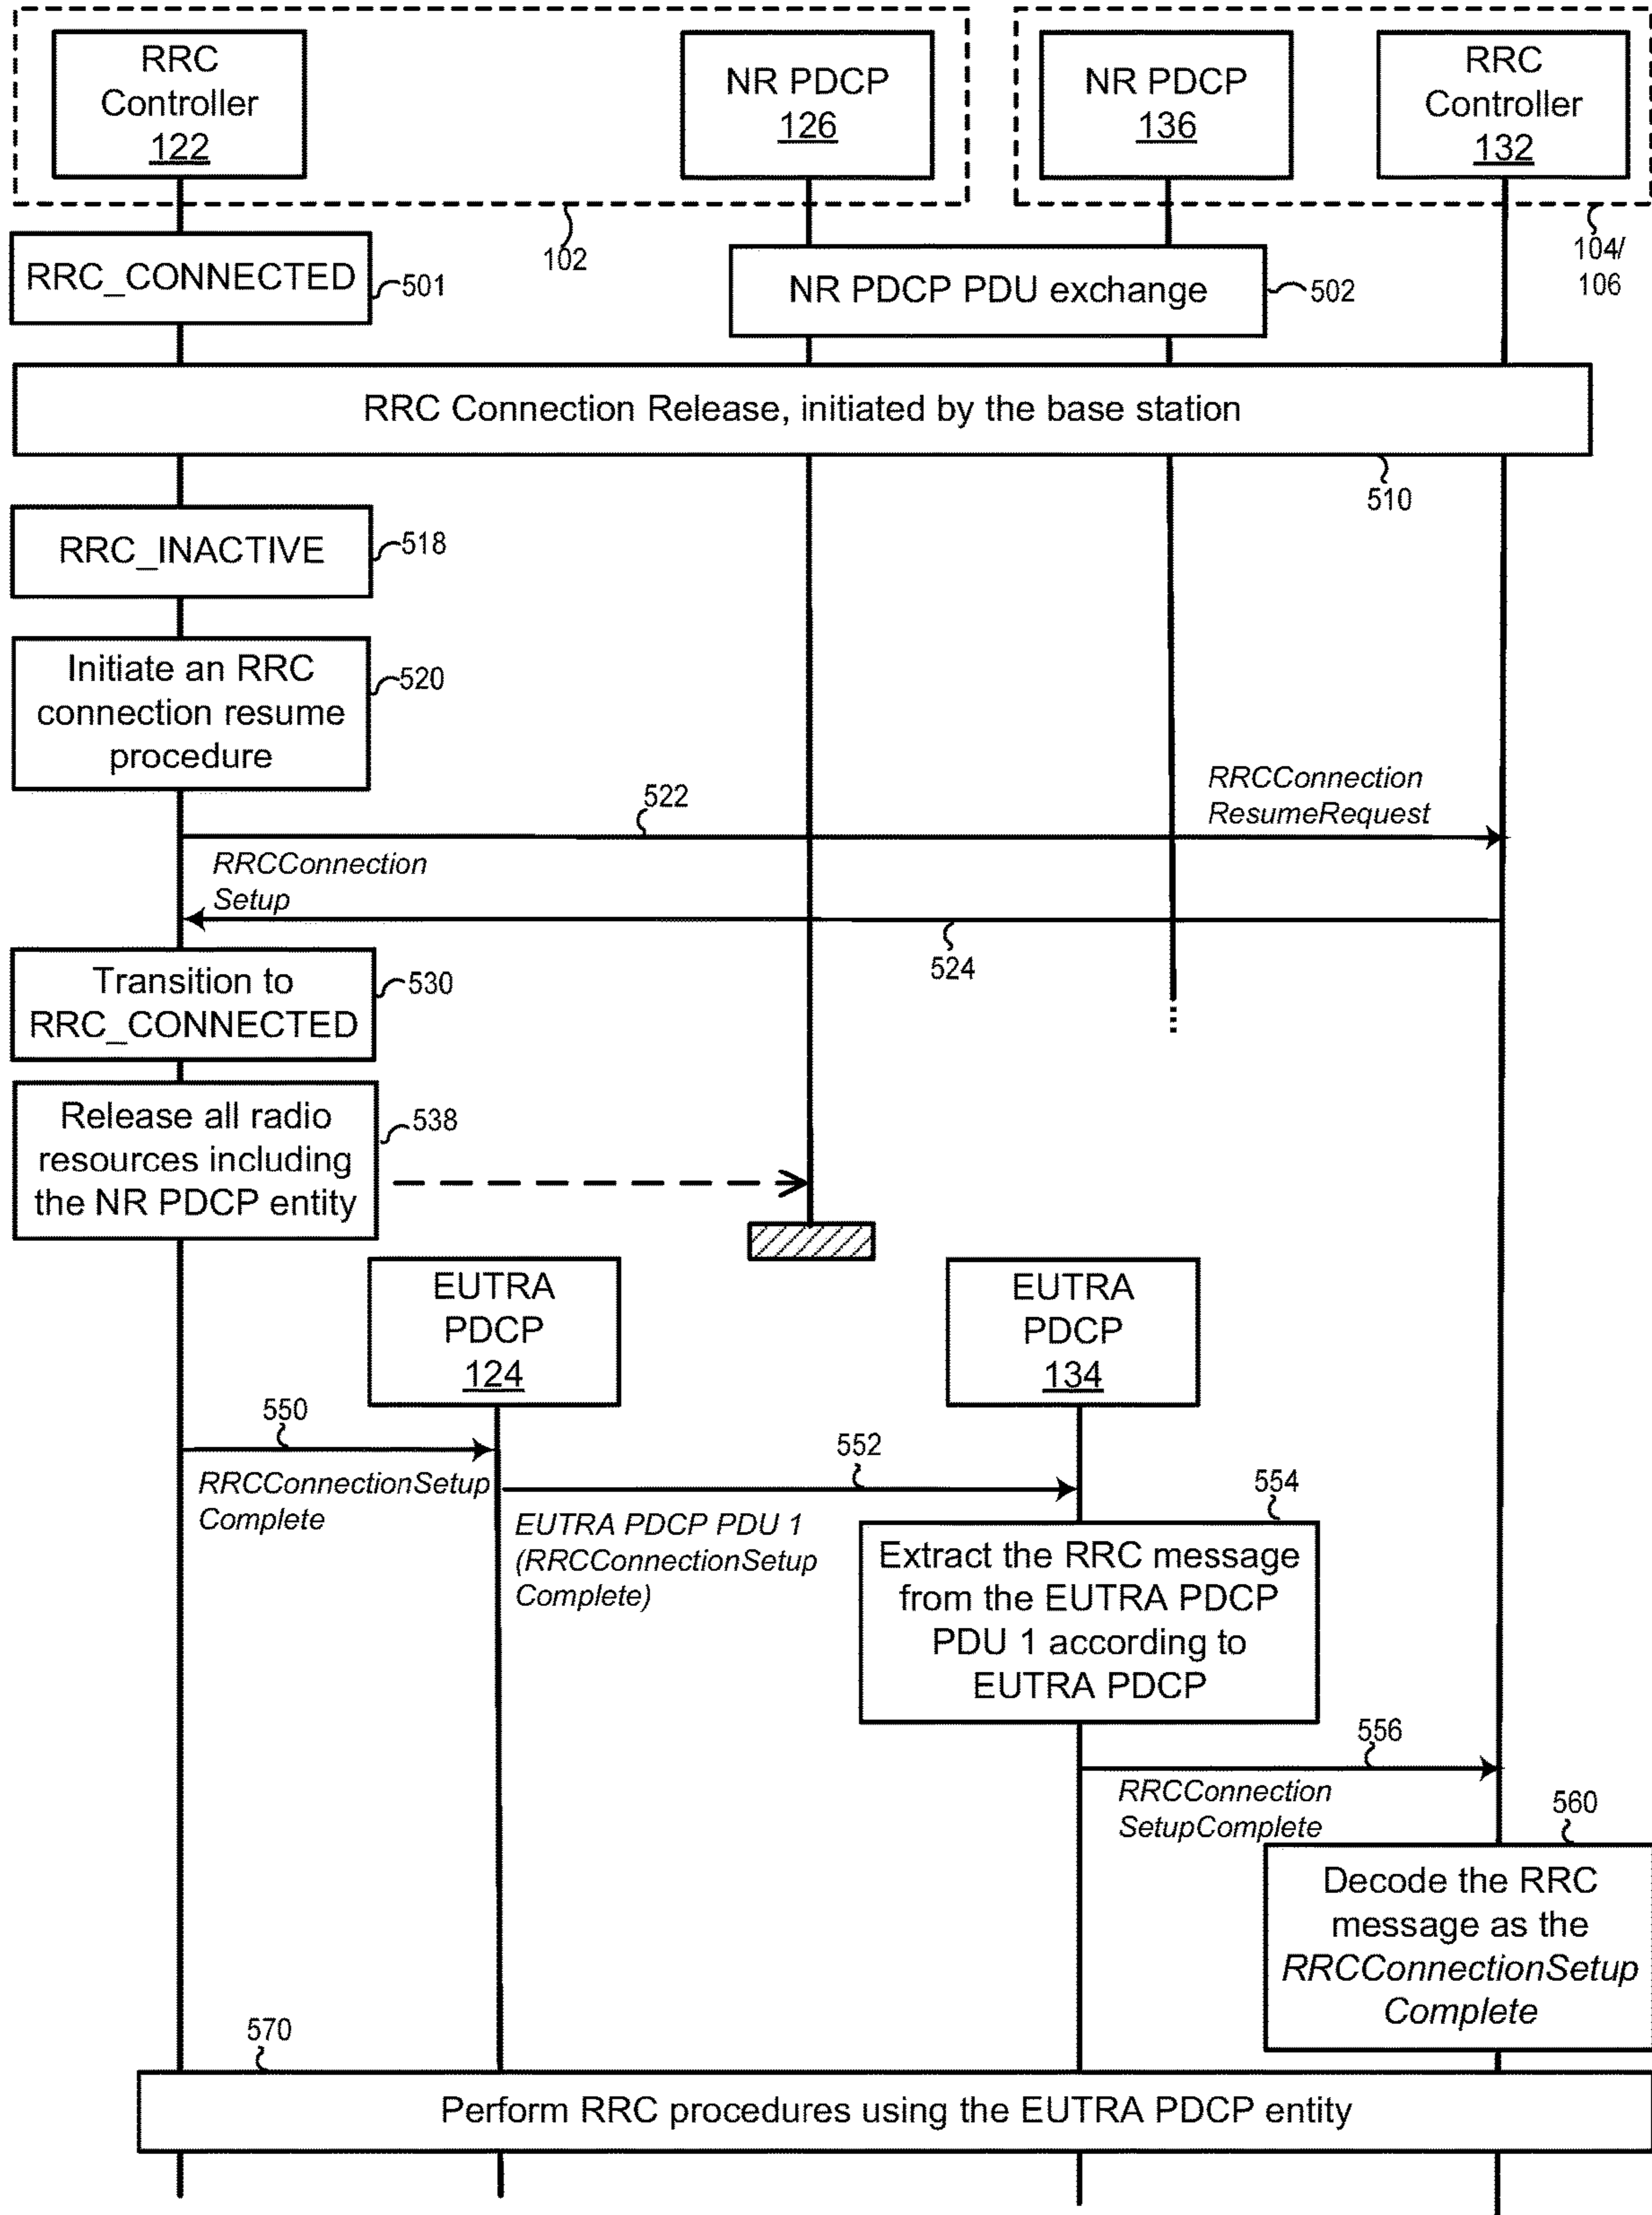 RRC
Controller
122
NR PDCP
126
NR PDCP
136
RRC
Controller
132
102
104/
106
RRC_CONNECTED
501
NR PDCP PDU exchange
502
RRC Connection Release, initiated by the base station
510
RRC_INACTIVE
518
Initiate an RRC
connection resume
procedure
520
522
RRCConnection
ResumeRequest
RRCConnection
Setup
524
Transition to
RRC_CONNECTED
530
Release all radio
resources including
the NR PDCP entity
538
EUTRA
PDCP
124
EUTRA
PDCP
134
550
RRCConnectionSetup
Complete
552
EUTRA PDCP PDU 1
(RRCConnectionSetup
Complete)
554
Extract the RRC message
from the EUTRA PDCP
PDU 1 according to
EUTRA PDCP
556
RRCConnection
SetupComplete
560
Decode the RRC
message as the
RRCConnectionSetup
Complete
570
Perform RRC procedures using the EUTRA PDCP entity